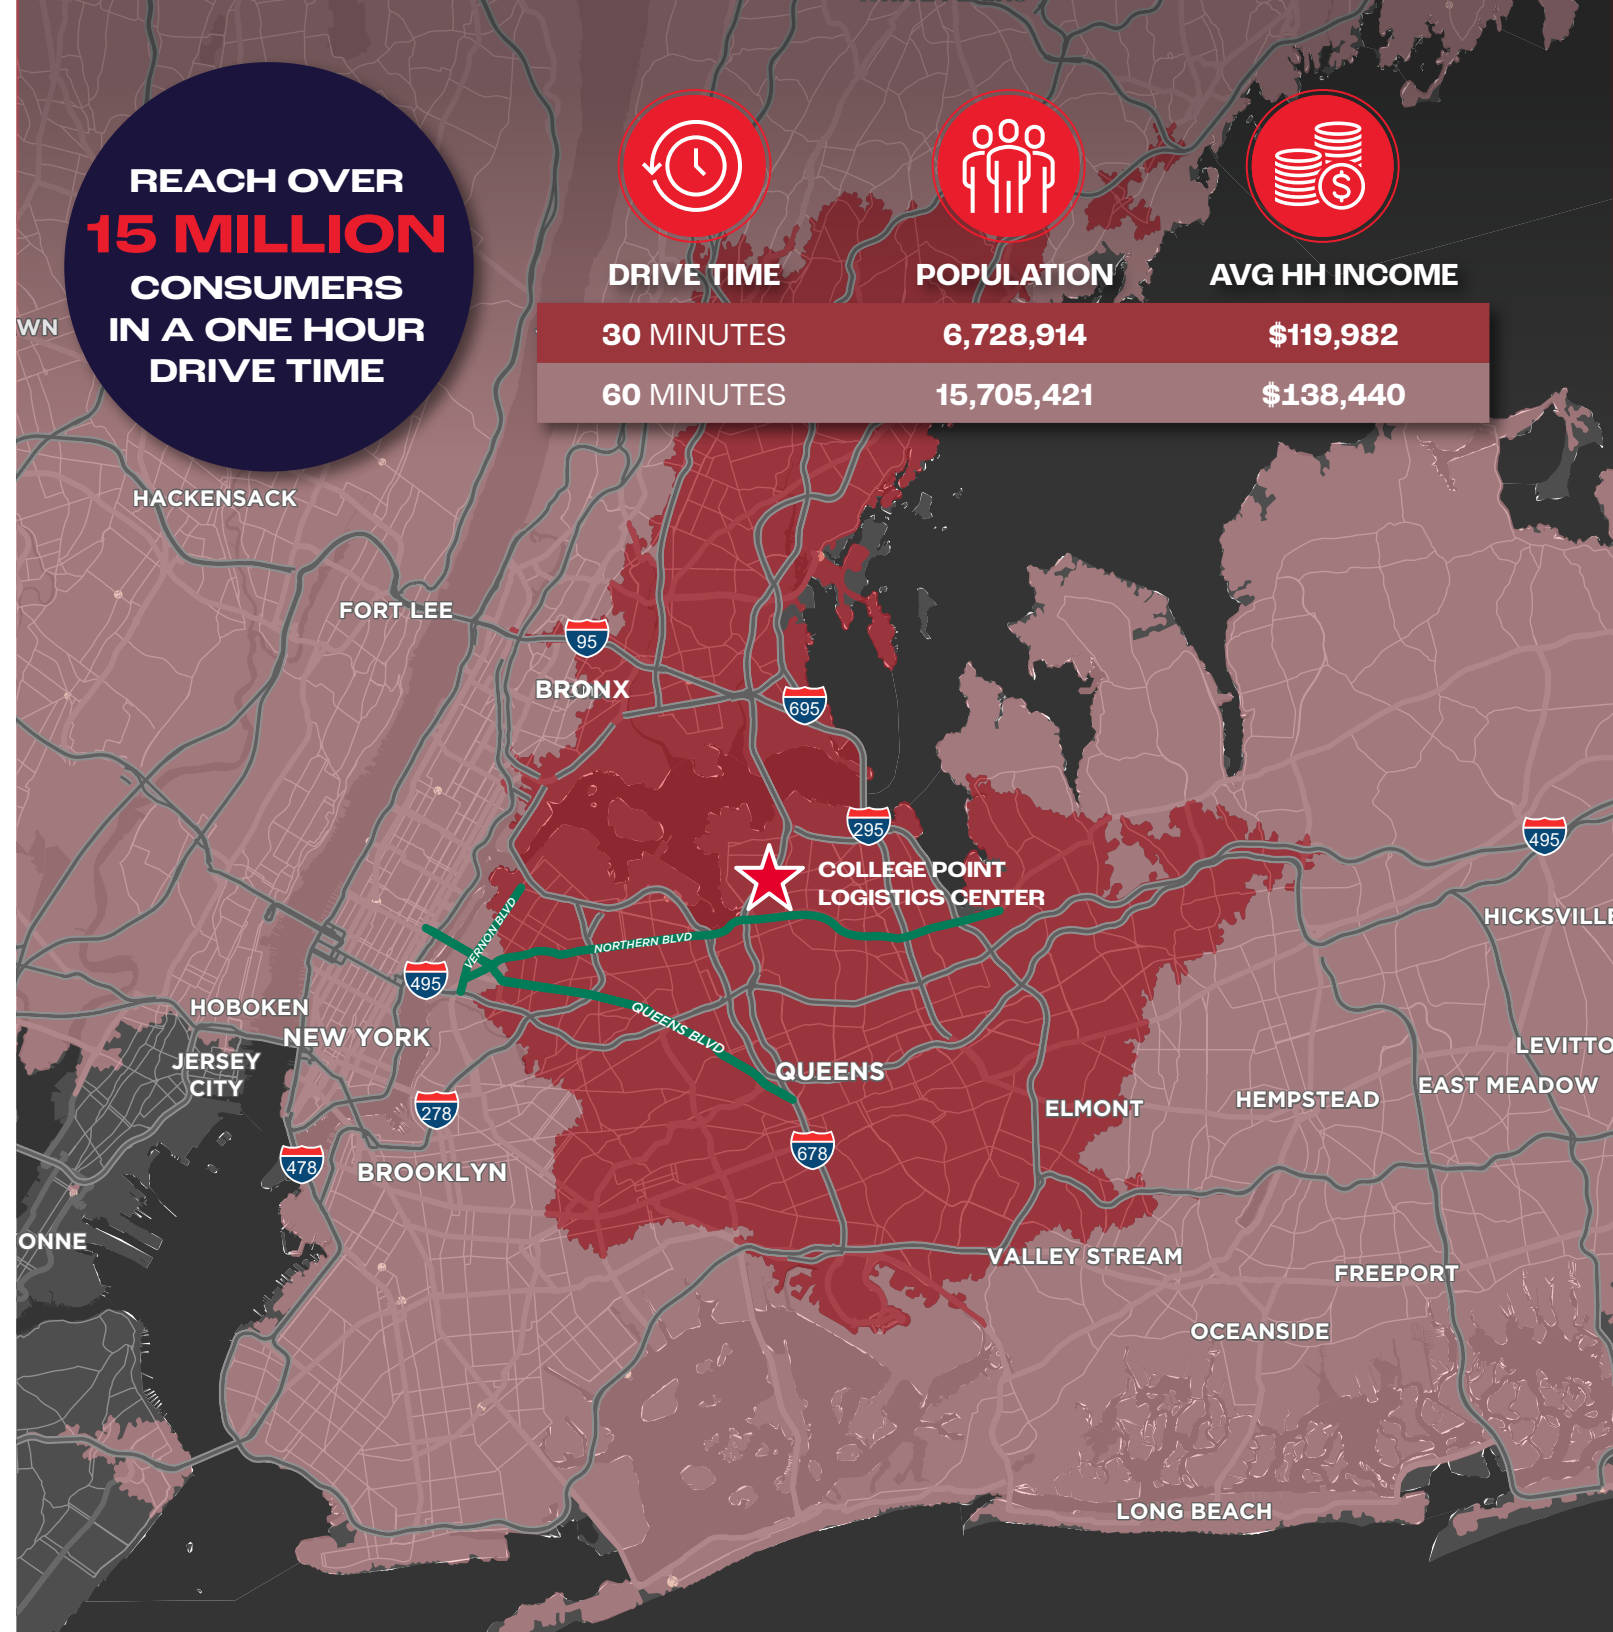 REACH OVER
15 MILLION
CONSUMERS
IN A ONE HOUR
DRIVE TIME
DRIVE TIME POPULATION AVG HH INCOME
30 MINUTES 6,728,914 $119,982
60 MINUTES 15,705,421 $138,440
WN
HACKENSACK
FORT LEE
95
BRONX
695
295
495
COLLEGE POINT
LOGISTICS CENTER
HICKSVILLE
VERNON BLVD
NORTHERN BLVD
495
QUEENS BLVD
HOBOKEN
NEW YORK
JERSEY
CITY
QUEENS
LEVITTO
EAST MEADOW
HEMPSTEAD
ELMONT
278
678
478
BROOKLYN
ONNE
VALLEY STREAM
FREEPORT
OCEANSIDE
LONG BEACH